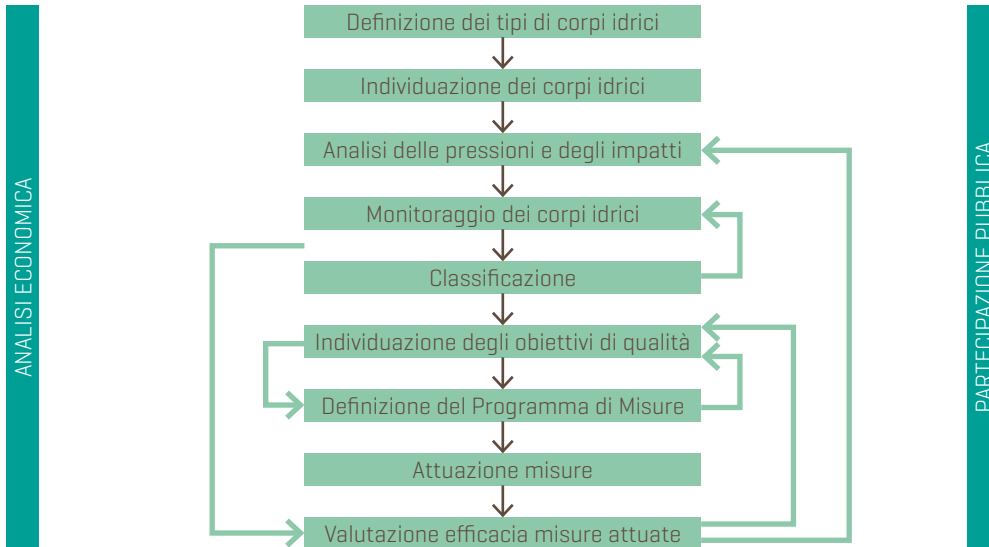 ANALISI ECONOMICA
Definizione dei tipi di corpi idrici
Individuazione dei corpi idrici
Analisi delle pressioni e degli impatti
Monitoraggio dei corpi idrici
Classificazione
Individuazione degli obiettivi di qualità
Definizione del Programma di Misure
Attuazione misure
Valutazione efficacia misure attuate
PARTECIPAZIONE PUBBLICA